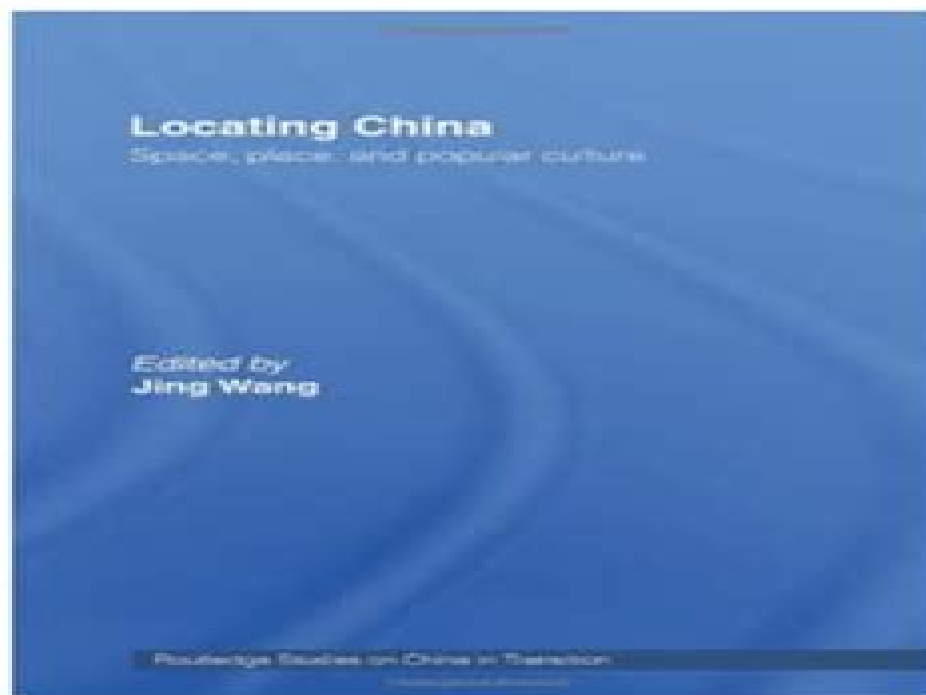 Locating China
Space, place and popular culture
Edited by
Jing Wang
Routledge Studies on China in Transition